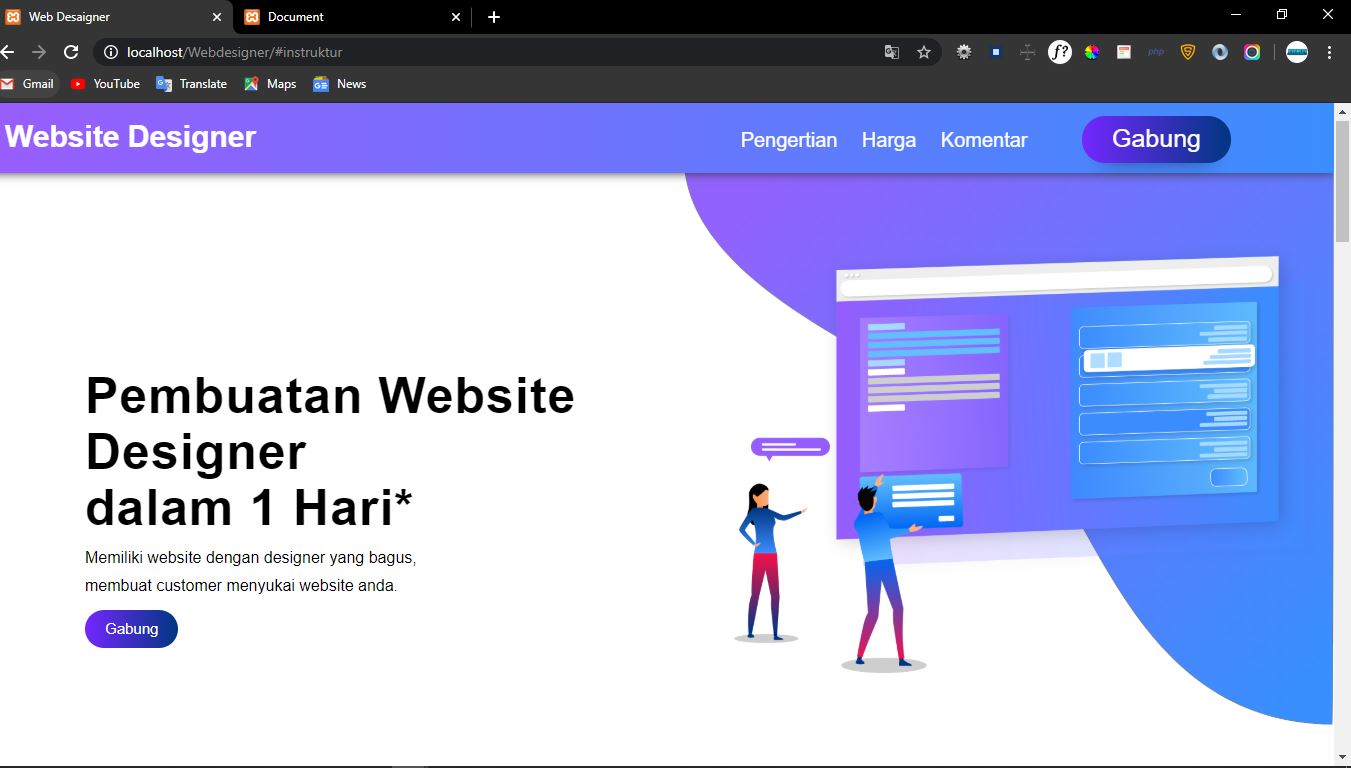 Web Desaigner
Document
localhost/Webdesigner/#instruktur
f?
php
Gmail
YouTube
Translate
Maps
News
Website Designer
Pengertian
Harga
Komentar
Gabung
Pembuatan Website
Designer
dalam 1 Hari*
Memiliki website dengan designer yang bagus,
membuat customer menyukai website anda.
Gabung